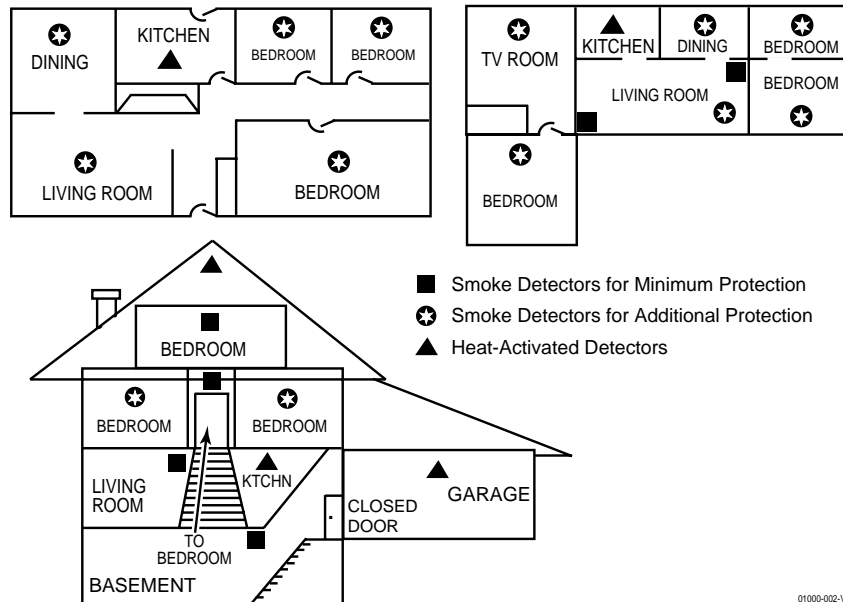 DINING
KITCHEN
BEDROOM
BEDROOM
LIVING ROOM
BEDROOM
TV ROOM
KITCHEN
DINING
BEDROOM
LIVING ROOM
BEDROOM
BEDROOM
Smoke Detectors for Minimum Protection
Smoke Detectors for Additional Protection
Heat-Activated Detectors
BEDROOM
BEDROOM
BEDROOM
LIVING
ROOM
KTCHN
TO
BEDROOM
BASEMENT
CLOSED
DOOR
GARAGE